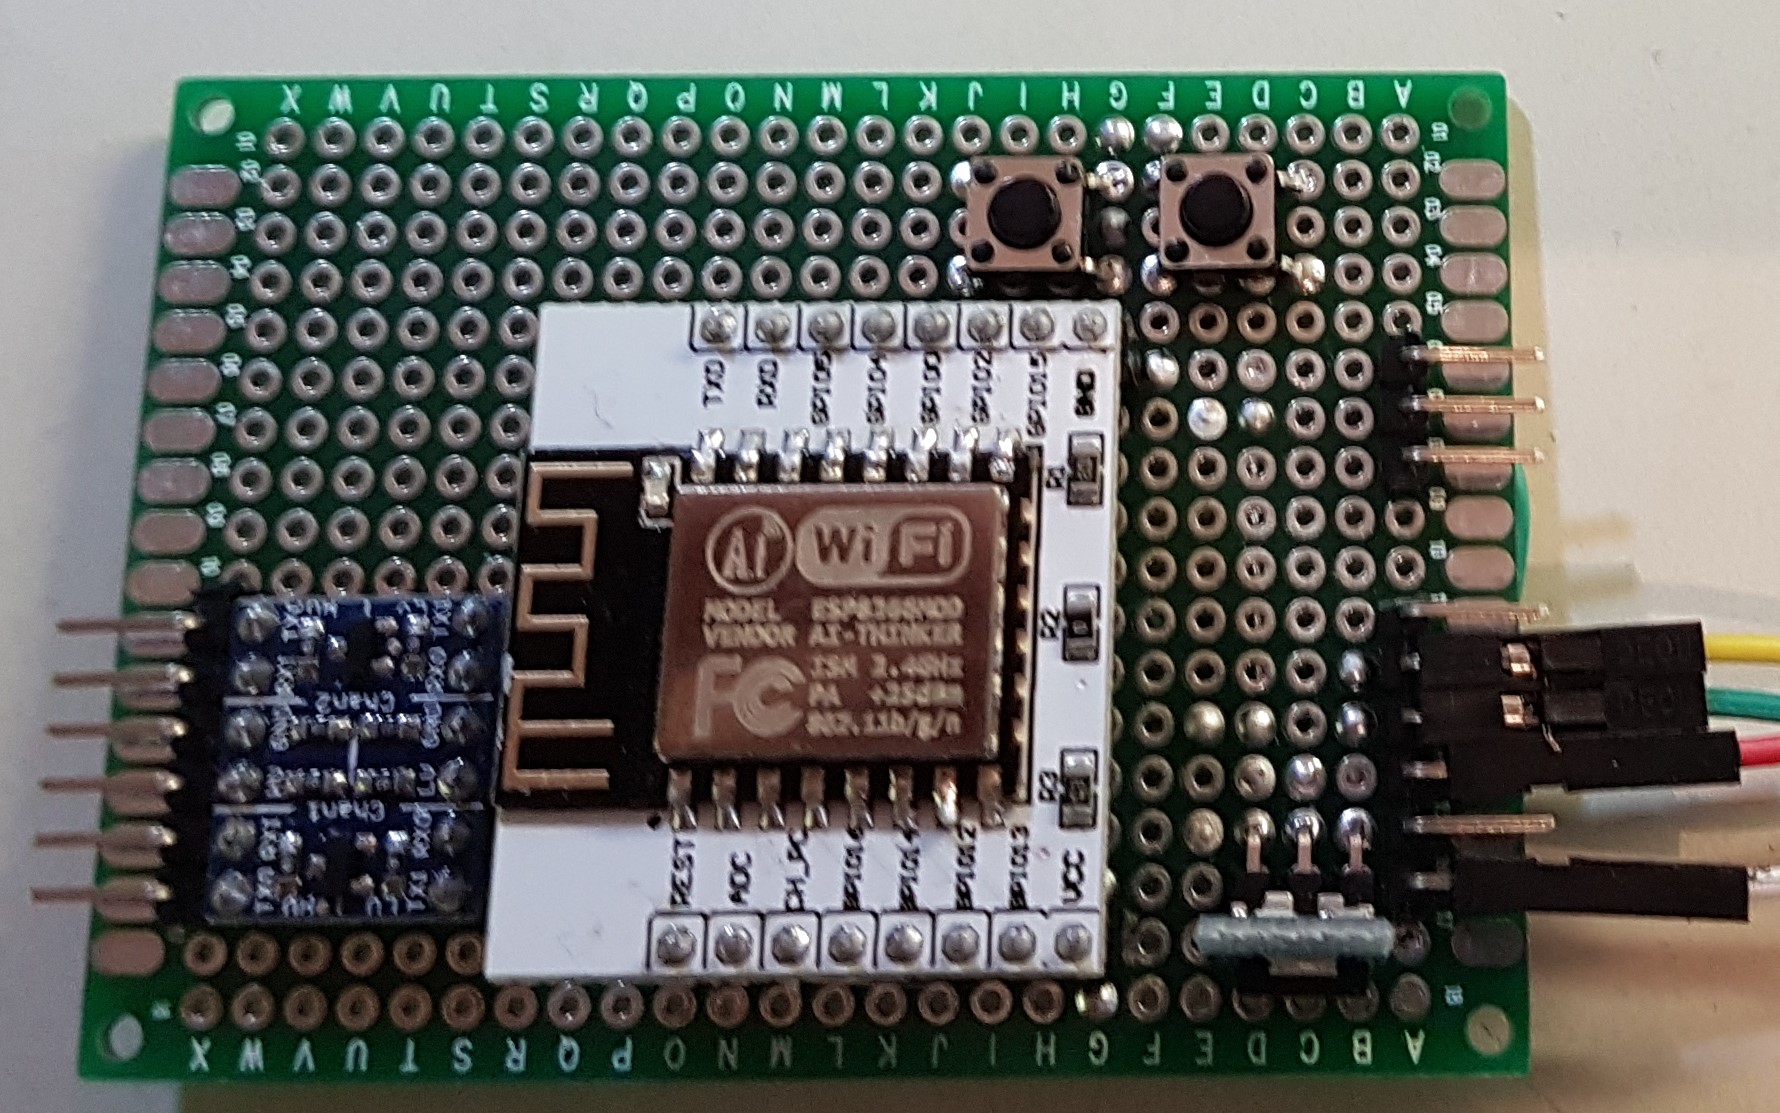 X W V U T S R Q P O N M L K J I H G F E D C B A
TXD RXD GPIO5 GPIO4 GPIO0 GPIO2 GPIO15 GND
R1
Ai WiFi
MODEL ESP8266MOD
VENDOR AI-THINKER
FC
ISM 2.4GHz
PA +25dBm
802.11b/g/n
R2
R3
Chan2
Chan1
REST ADC CH_PD GPIO16 GPIO14 GPIO12 GPIO13 VCC
X W V U T S R Q P O N M L K J I H G F E D C B A